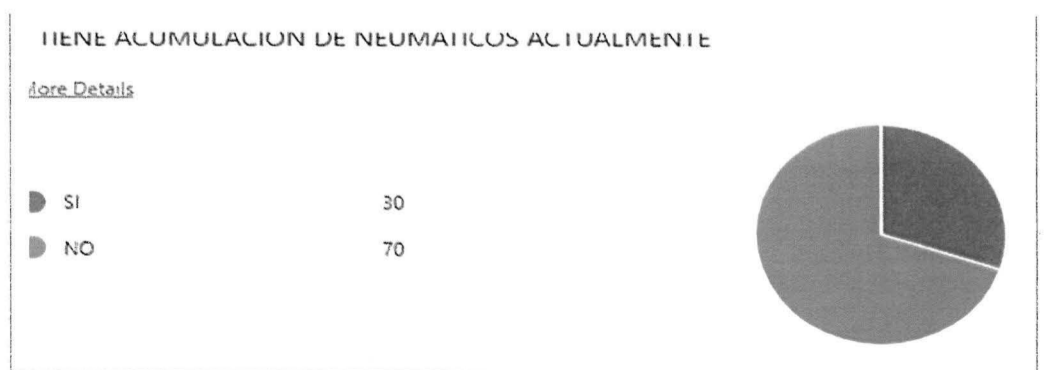 TIENE ACUMULACION DE NEUMATICOS ACTUALMENTE
More Details
SI 30
NO 70